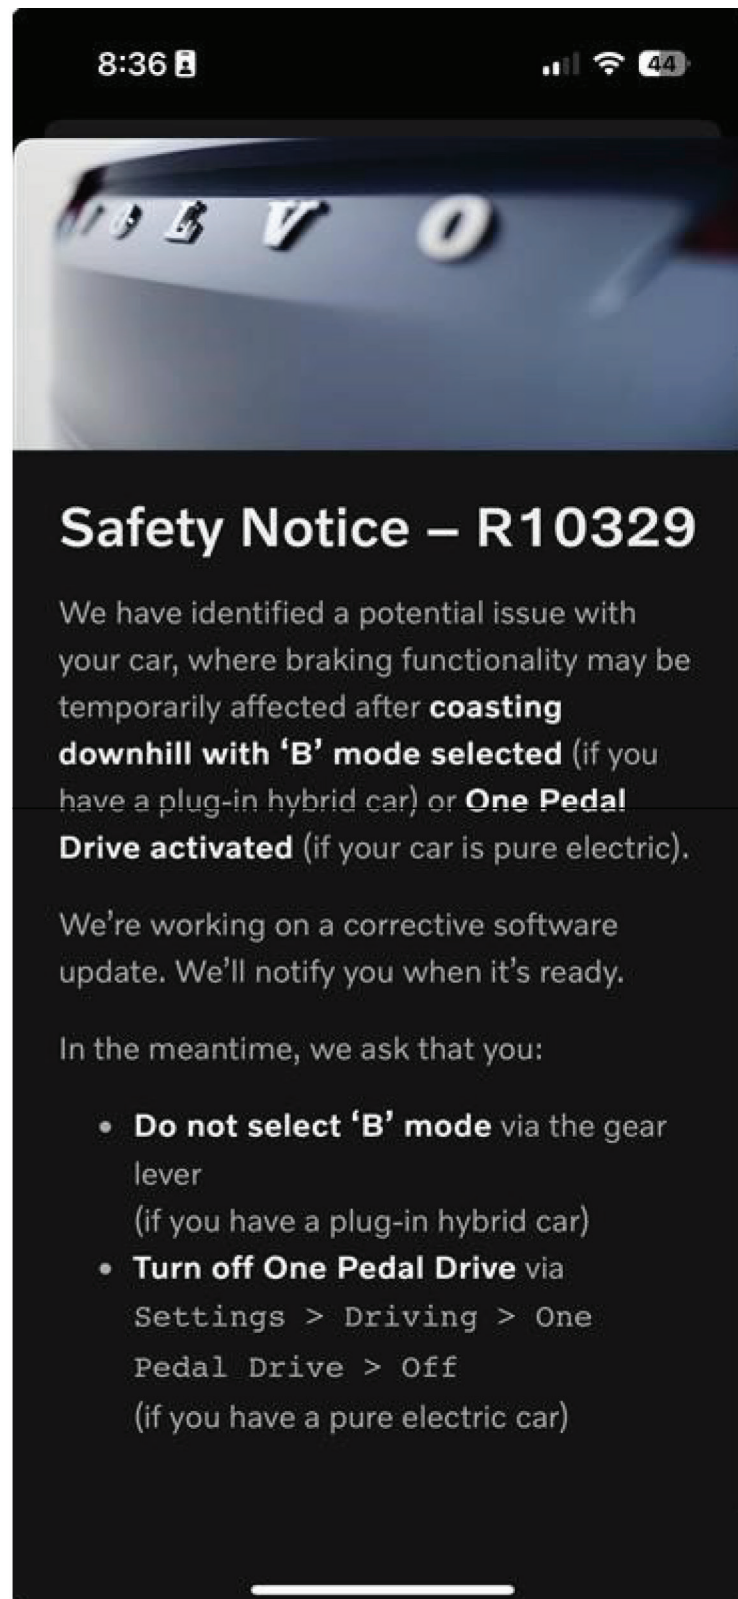 8:36
44
Safety Notice – R10329
We have identified a potential issue with
your car, where braking functionality may be
temporarily affected after coasting
downhill with ‘B’ mode selected (if you
have a plug-in hybrid car) or One Pedal
Drive activated (if your car is pure electric).
We’re working on a corrective software
update. We’ll notify you when it’s ready.
In the meantime, we ask that you:
• Do not select ‘B’ mode via the gear
lever
(if you have a plug-in hybrid car)
• Turn off One Pedal Drive via
Settings > Driving > One
Pedal Drive > Off
(if you have a pure electric car)